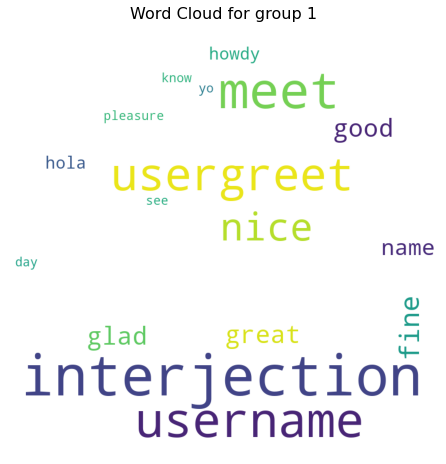 Word Cloud for group 1
howdy
know
yo
meet
pleasure
good
hola
usergreet
see
nice
name
day
fine
glad
great
interjection
username